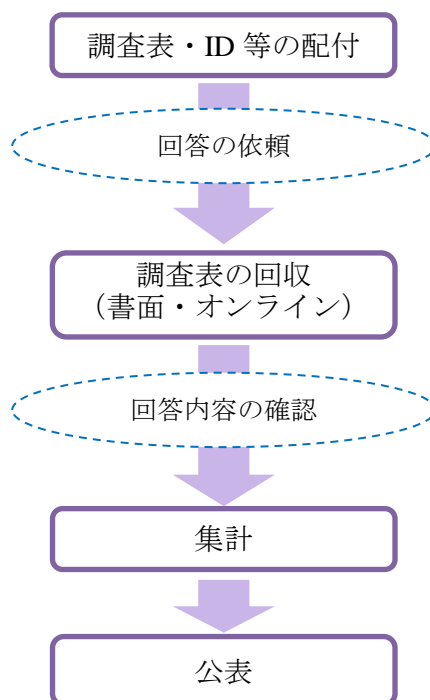 調査表・ID 等の配付
回答の依頼
調査表の回収
（書面・オンライン）
回答内容の確認
集計
公表